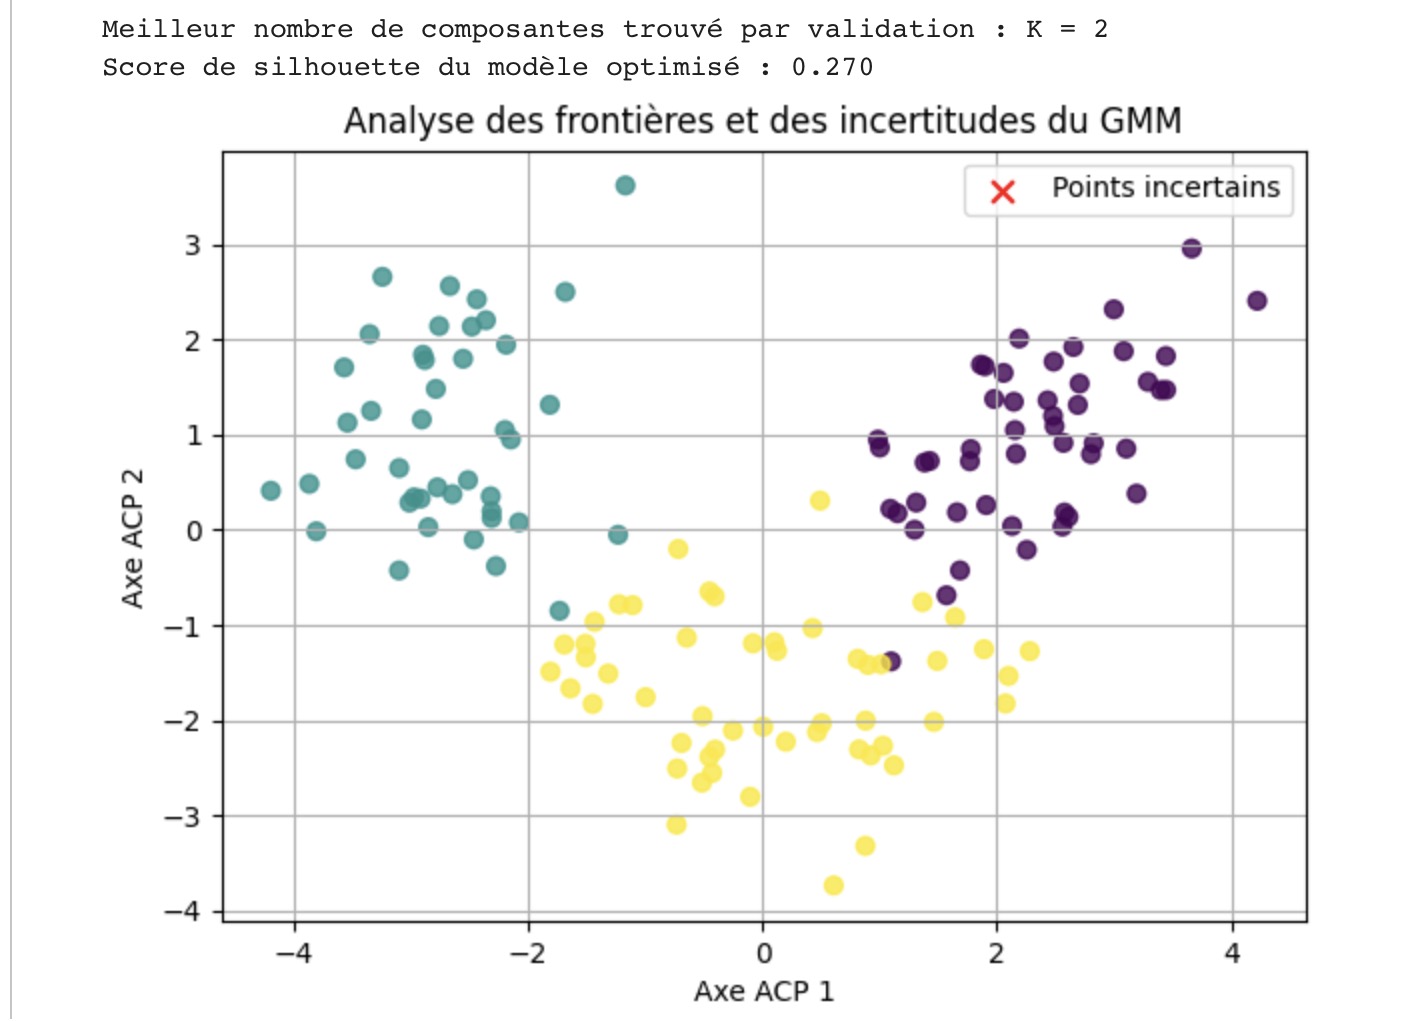 Meilleur nombre de composantes trouvé par validation : K = 2
Score de silhouette du modèle optimisé : 0.270
Analyse des frontières et des incertitudes du GMM
Points incertains
3
2
1
0
−1
−2
−3
−4
Axe ACP 2
−4
−2
0
2
4
Axe ACP 1